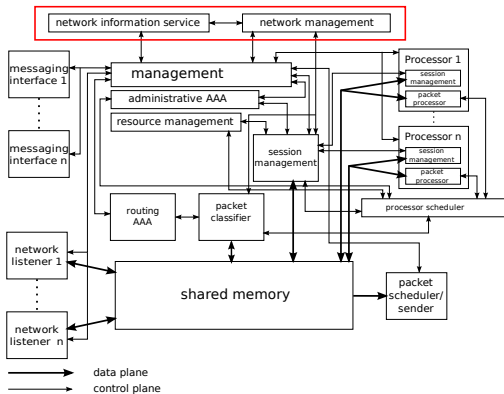 network information service
network management
messaging
interface 1
management
Processor 1
session
management
packet
processor
administrative AAA
resource management
messaging
interface n
session
management
Processor n
session
management
packet
processor
routing
AAA
packet
classifier
processor scheduler
network
listener 1
shared memory
packet
scheduler/
sender
network
listener n
data plane
control plane